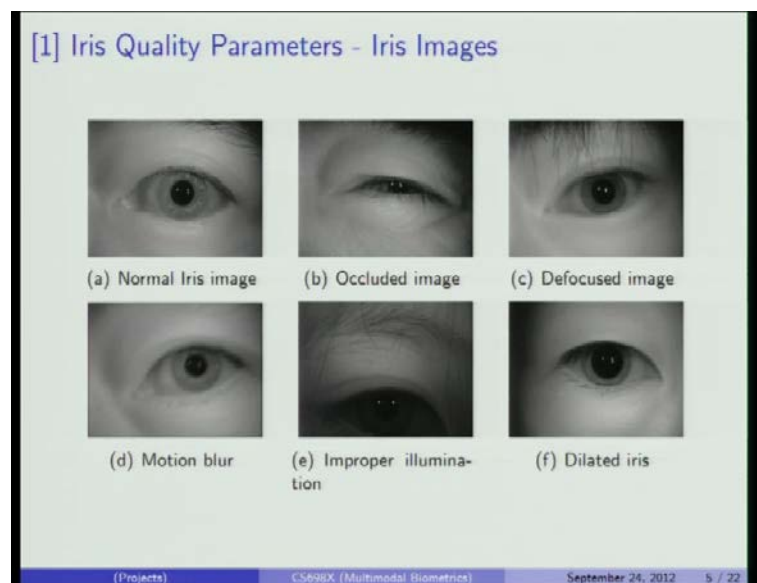 [1] Iris Quality Parameters - Iris Images
(a) Normal Iris image
(b) Occluded image
(c) Defocused image
(d) Motion blur
(e) Improper illumina-
tion
(f) Dilated iris
(Projects)
CS698X (Multimodal Biometrics)
September 24, 2012
5 / 22